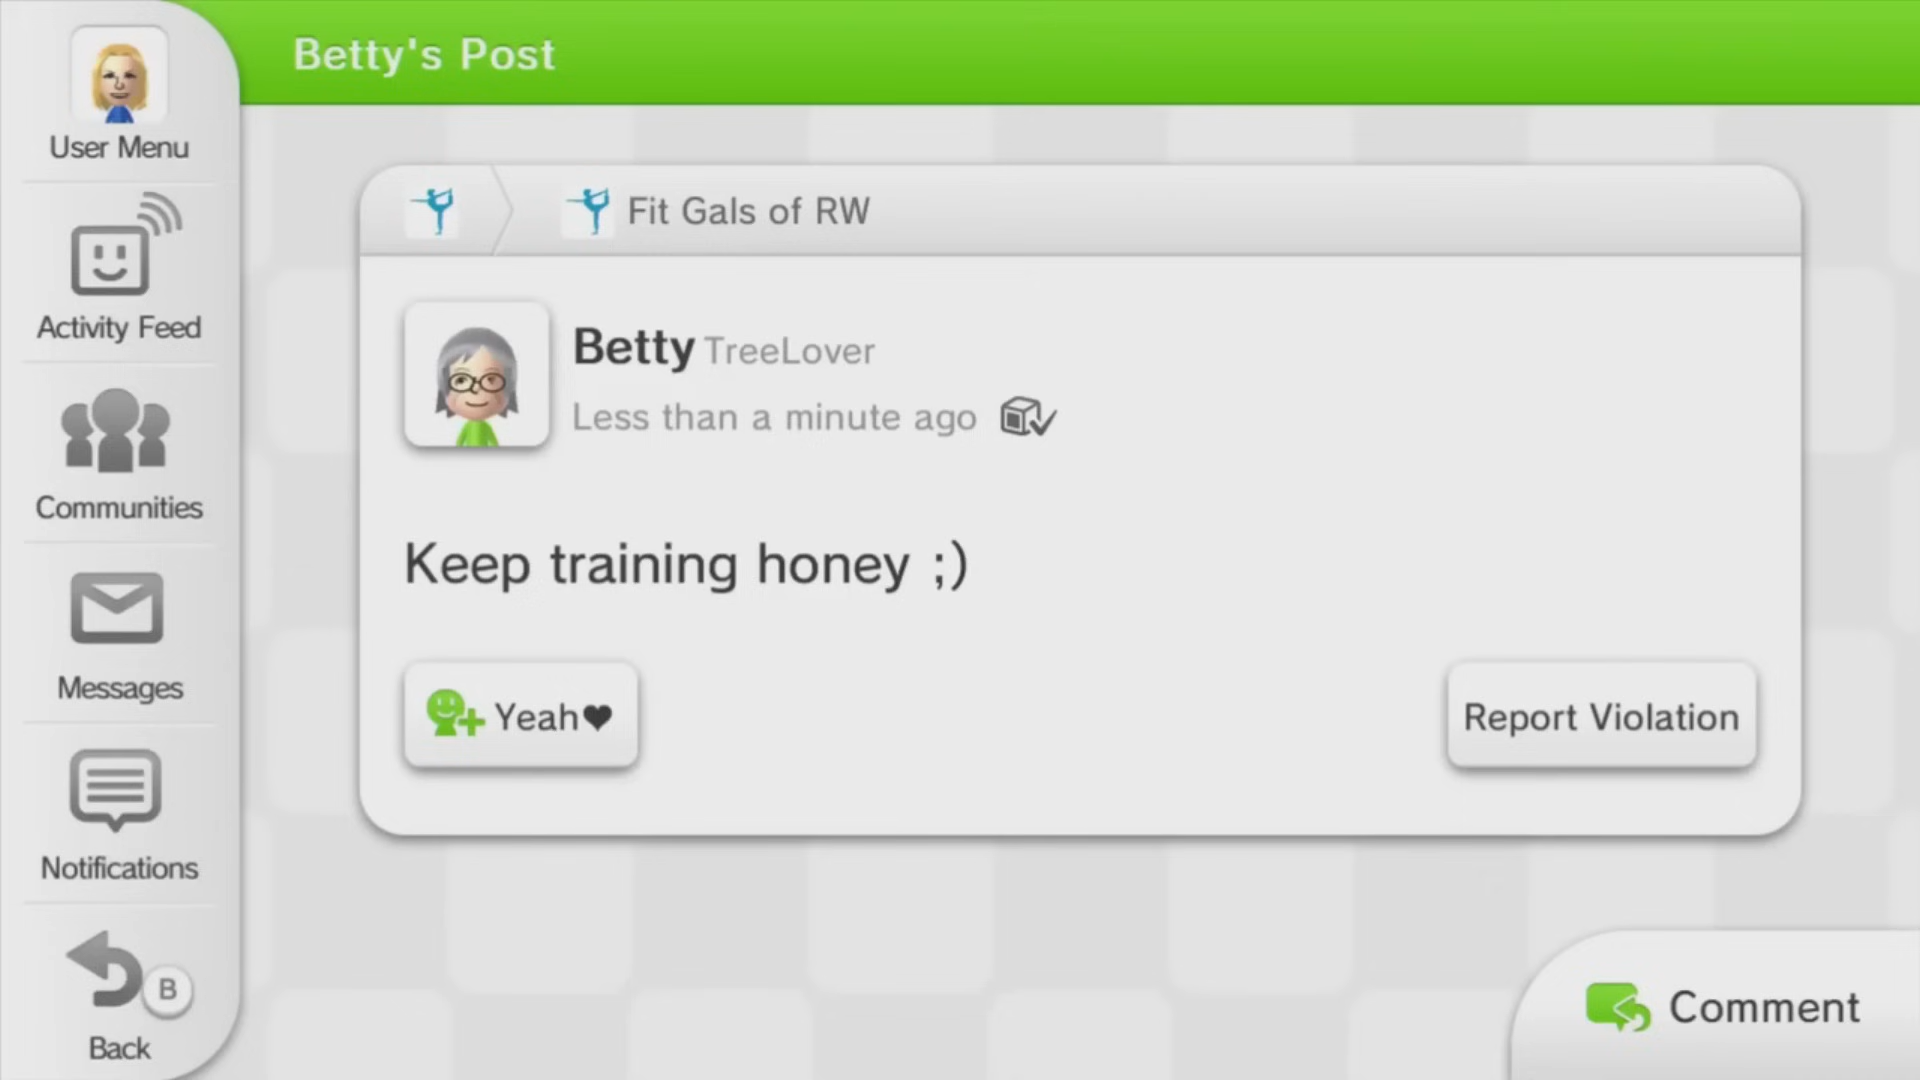 Betty's Post
User Menu
Activity Feed
Communities
Messages
Notifications
B
Back
Fit Gals of RW
Betty TreeLover
Less than a minute ago
Keep training honey ;)
Yeah♥
Report Violation
Comment